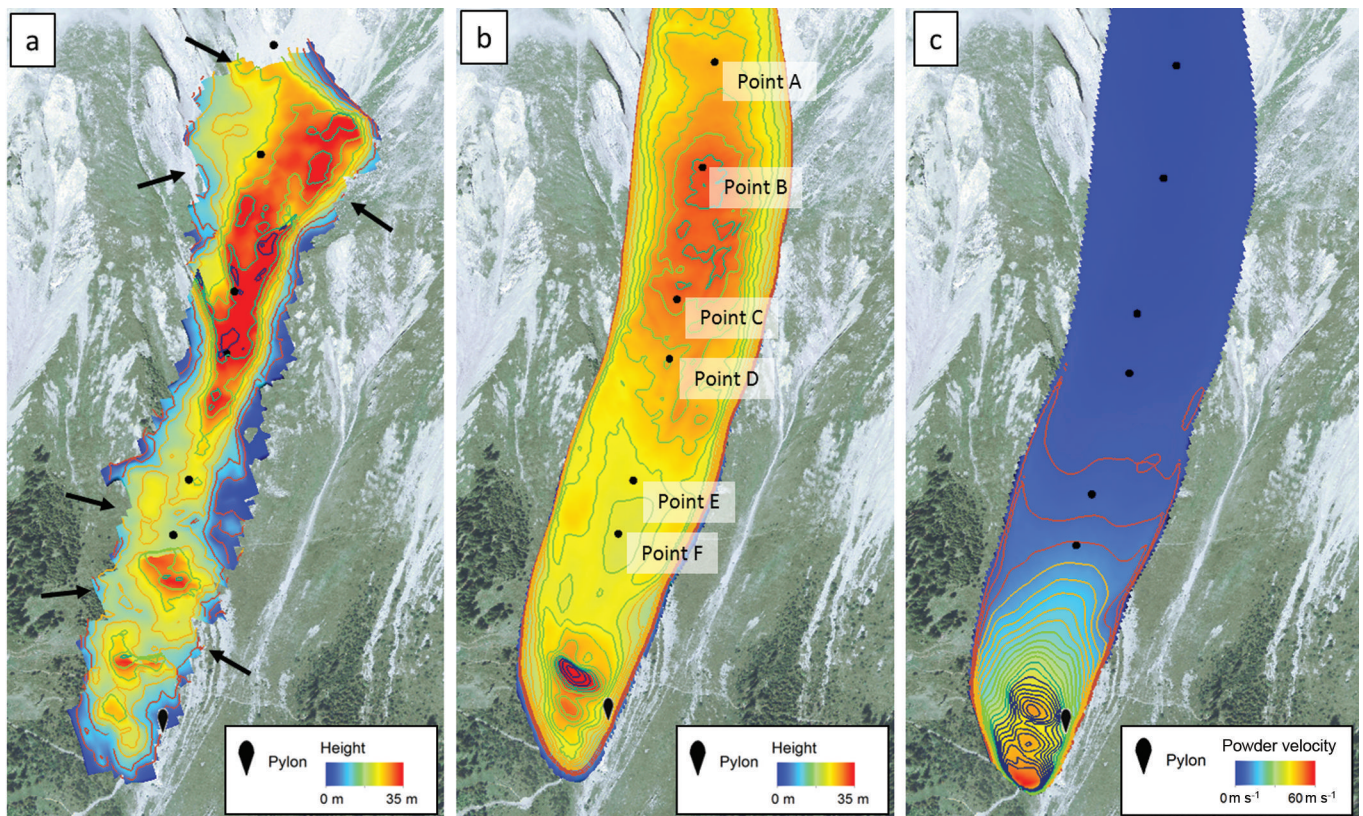 a
Pylon
Height
0 m 35 m
b
Point A
Point B
Point C
Point D
Point E
Point F
Pylon
Height
0 m 35 m
c
Pylon
Powder velocity
0 m s⁻¹ 60 m s⁻¹